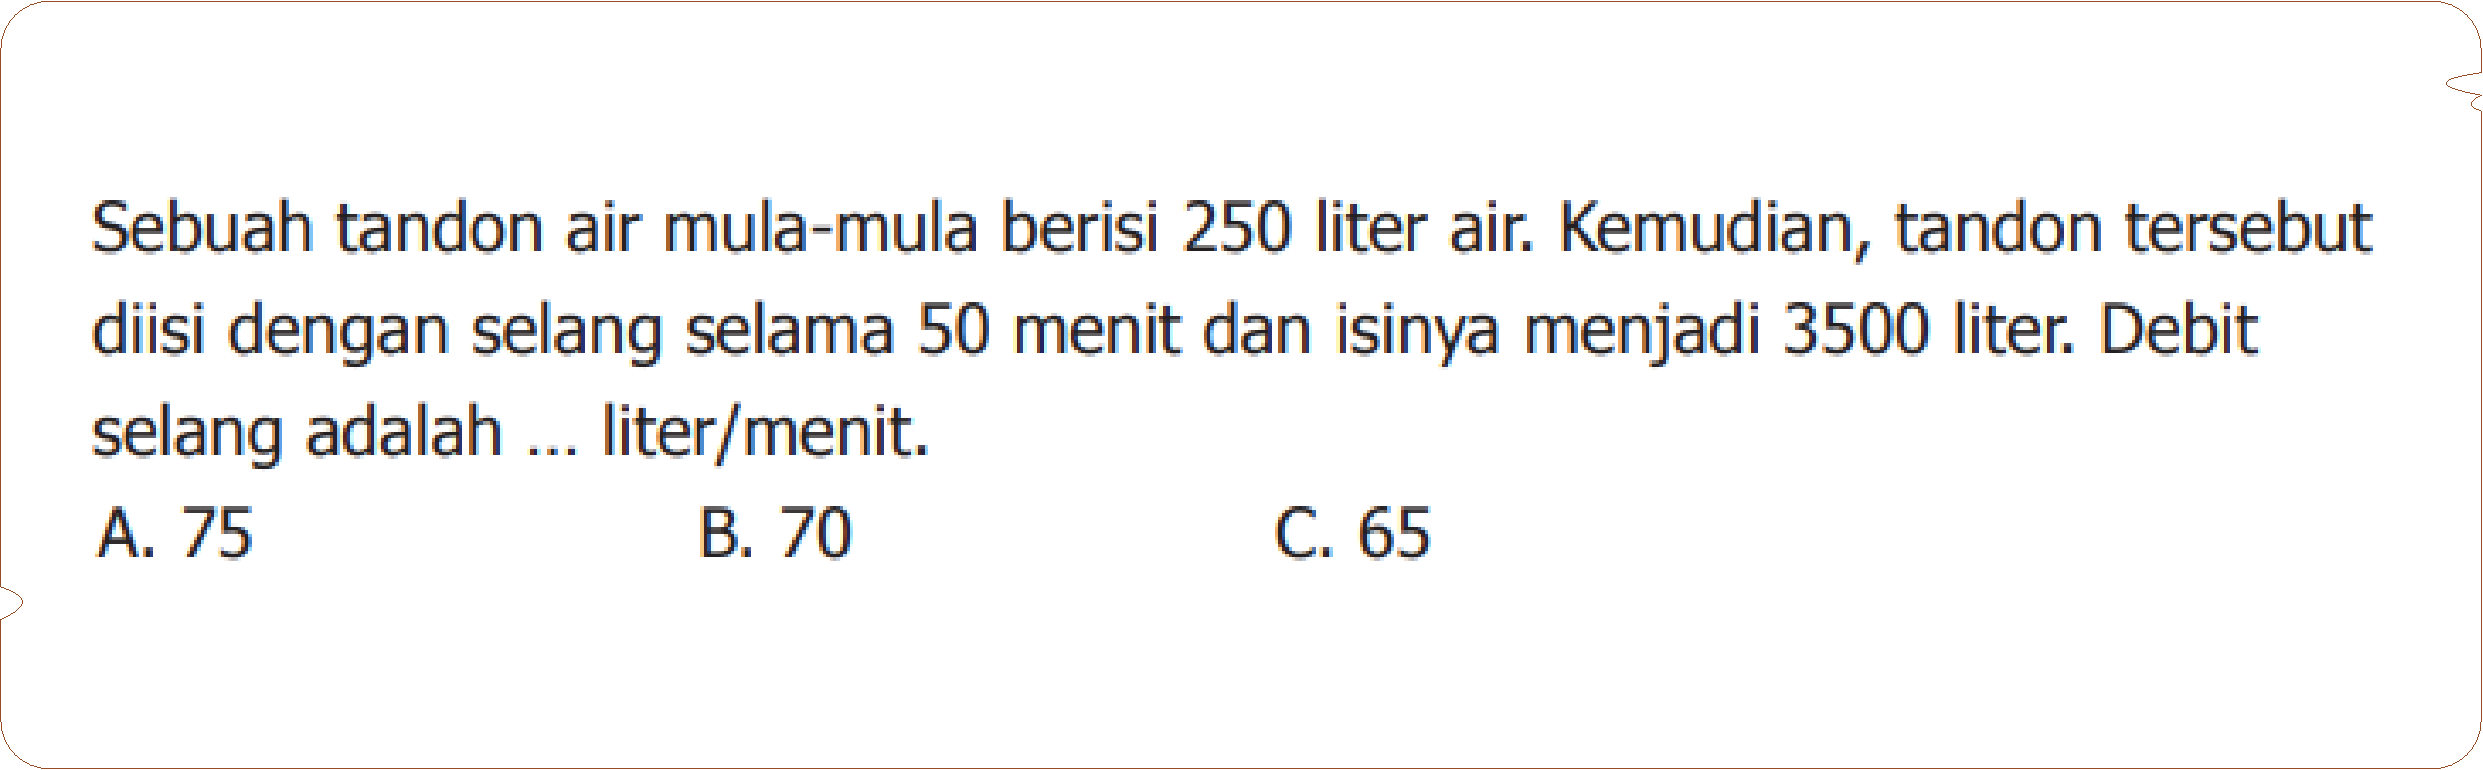 Sebuah tandon air mula-mula berisi 250 liter air. Kemudian, tandon tersebut
diisi dengan selang selama 50 menit dan isinya menjadi 3500 liter. Debit
selang adalah ... liter/menit.
A. 75 B. 70 C. 65